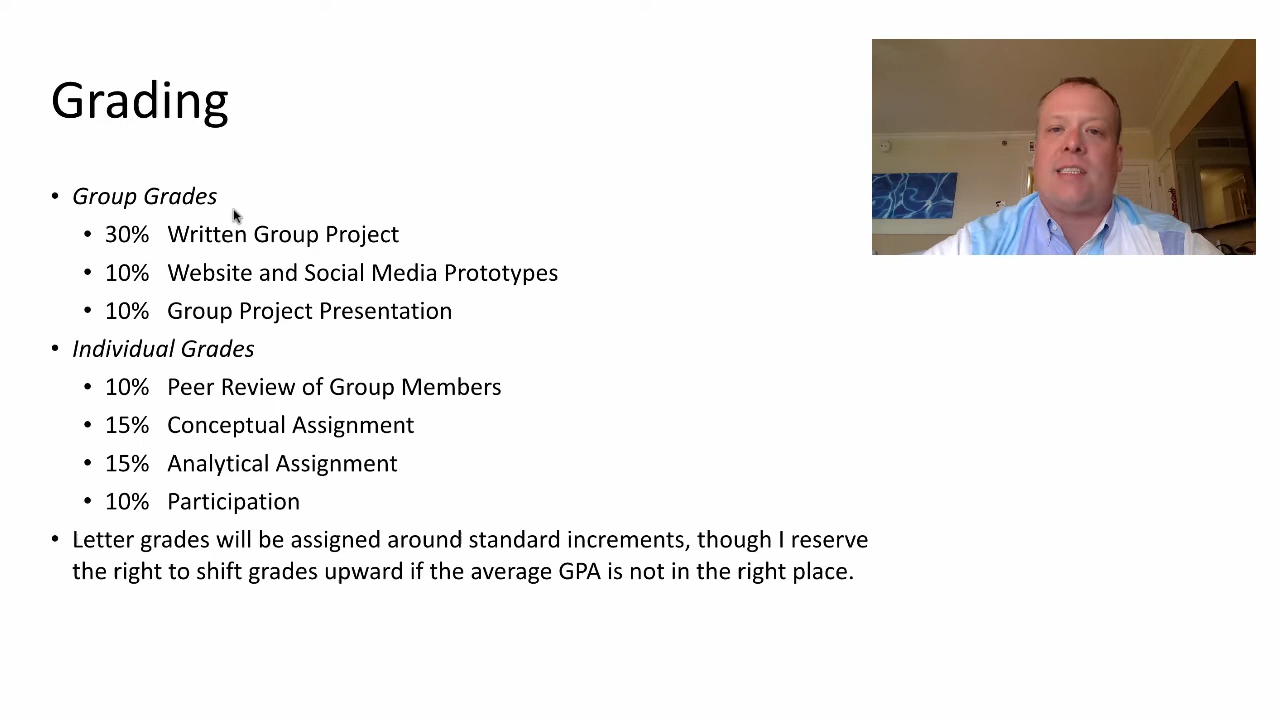 Grading
• Group Grades
• 30% Written Group Project
• 10% Website and Social Media Prototypes
• 10% Group Project Presentation
• Individual Grades
• 10% Peer Review of Group Members
• 15% Conceptual Assignment
• 15% Analytical Assignment
• 10% Participation
• Letter grades will be assigned around standard increments, though I reserve
the right to shift grades upward if the average GPA is not in the right place.